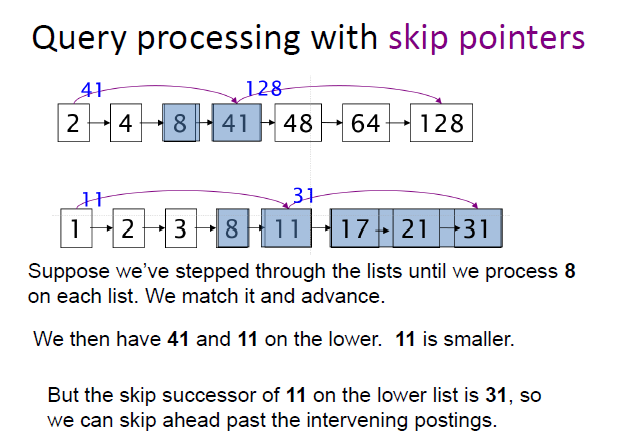 Query processing with skip pointers
41 128
2 4 8 41 48 64 128
11 31
1 2 3 8 11 17 21 31
Suppose we've stepped through the lists until we process 8
on each list. We match it and advance.
We then have 41 and 11 on the lower. 11 is smaller.
But the skip successor of 11 on the lower list is 31, so
we can skip ahead past the intervening postings.